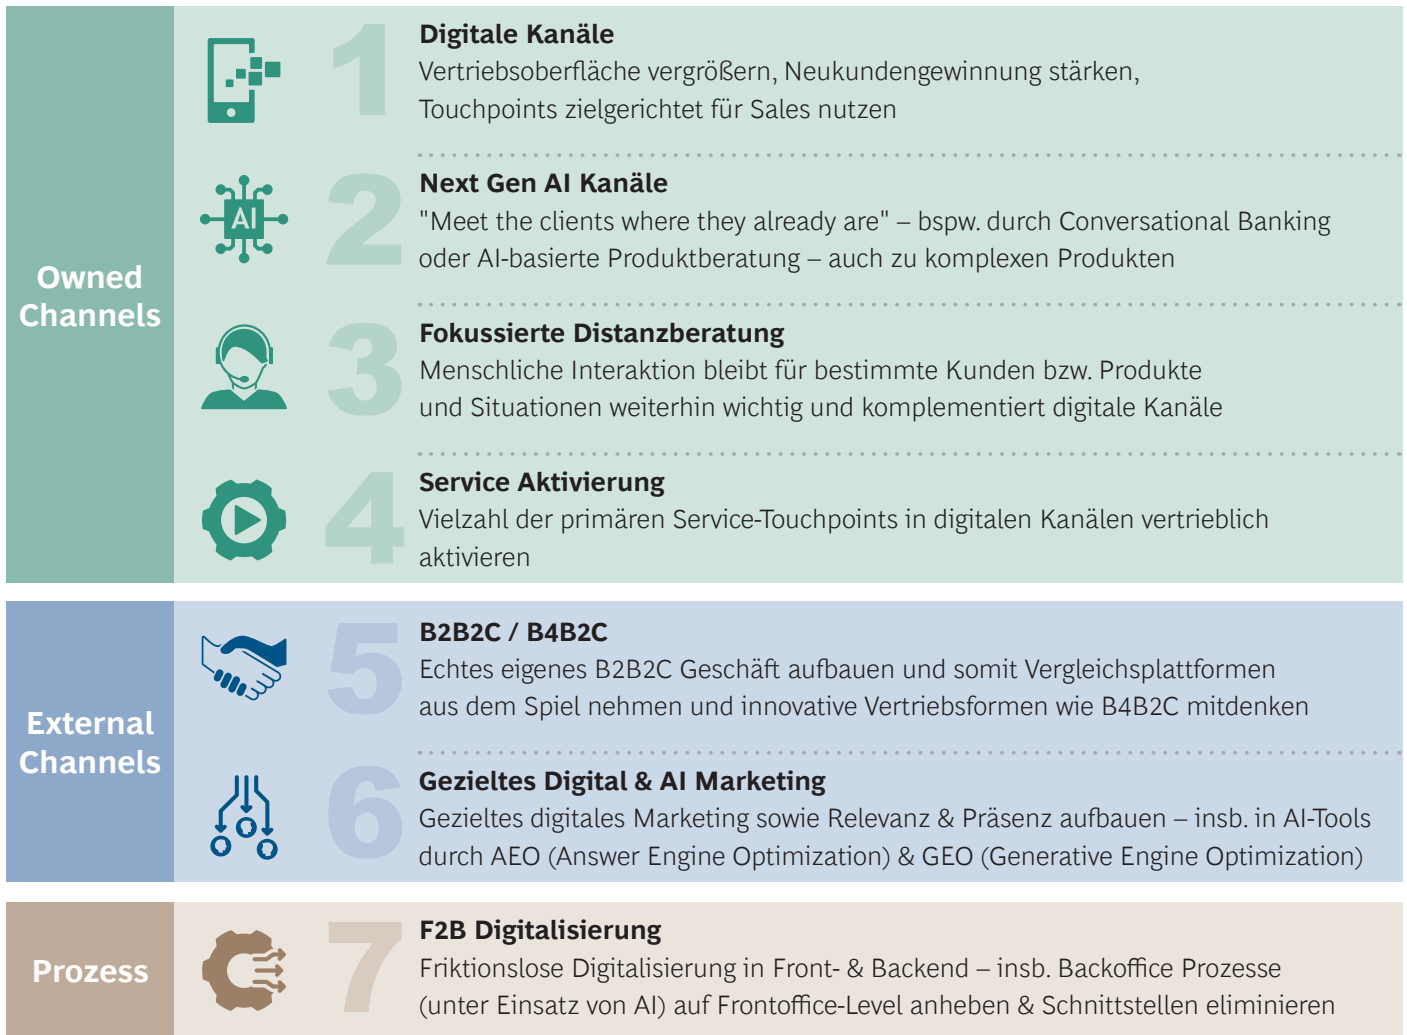 Owned
Channels
1
Digitale Kanäle
Vertriebsoberfläche vergrößern, Neukundengewinnung stärken,
Touchpoints zielgerichtet für Sales nutzen
AI
2
Next Gen AI Kanäle
"Meet the clients where they already are" – bspw. durch Conversational Banking
oder AI-basierte Produktberatung – auch zu komplexen Produkten
3
Fokussierte Distanzberatung
Menschliche Interaktion bleibt für bestimmte Kunden bzw. Produkte
und Situationen weiterhin wichtig und komplementiert digitale Kanäle
4
Service Aktivierung
Vielzahl der primären Service-Touchpoints in digitalen Kanälen vertrieblich
aktivieren
External
Channels
5
B2B2C / B4B2C
Echtes eigenes B2B2C Geschäft aufbauen und somit Vergleichsplattformen
aus dem Spiel nehmen und innovative Vertriebsformen wie B4B2C mitdenken
6
Gezieltes Digital & AI Marketing
Gezieltes digitales Marketing sowie Relevanz & Präsenz aufbauen – insb. in AI-Tools
durch AEO (Answer Engine Optimization) & GEO (Generative Engine Optimization)
Prozess
7
F2B Digitalisierung
Friktionslose Digitalisierung in Front- & Backend – insb. Backoffice Prozesse
(unter Einsatz von AI) auf Frontoffice-Level anheben & Schnittstellen eliminieren